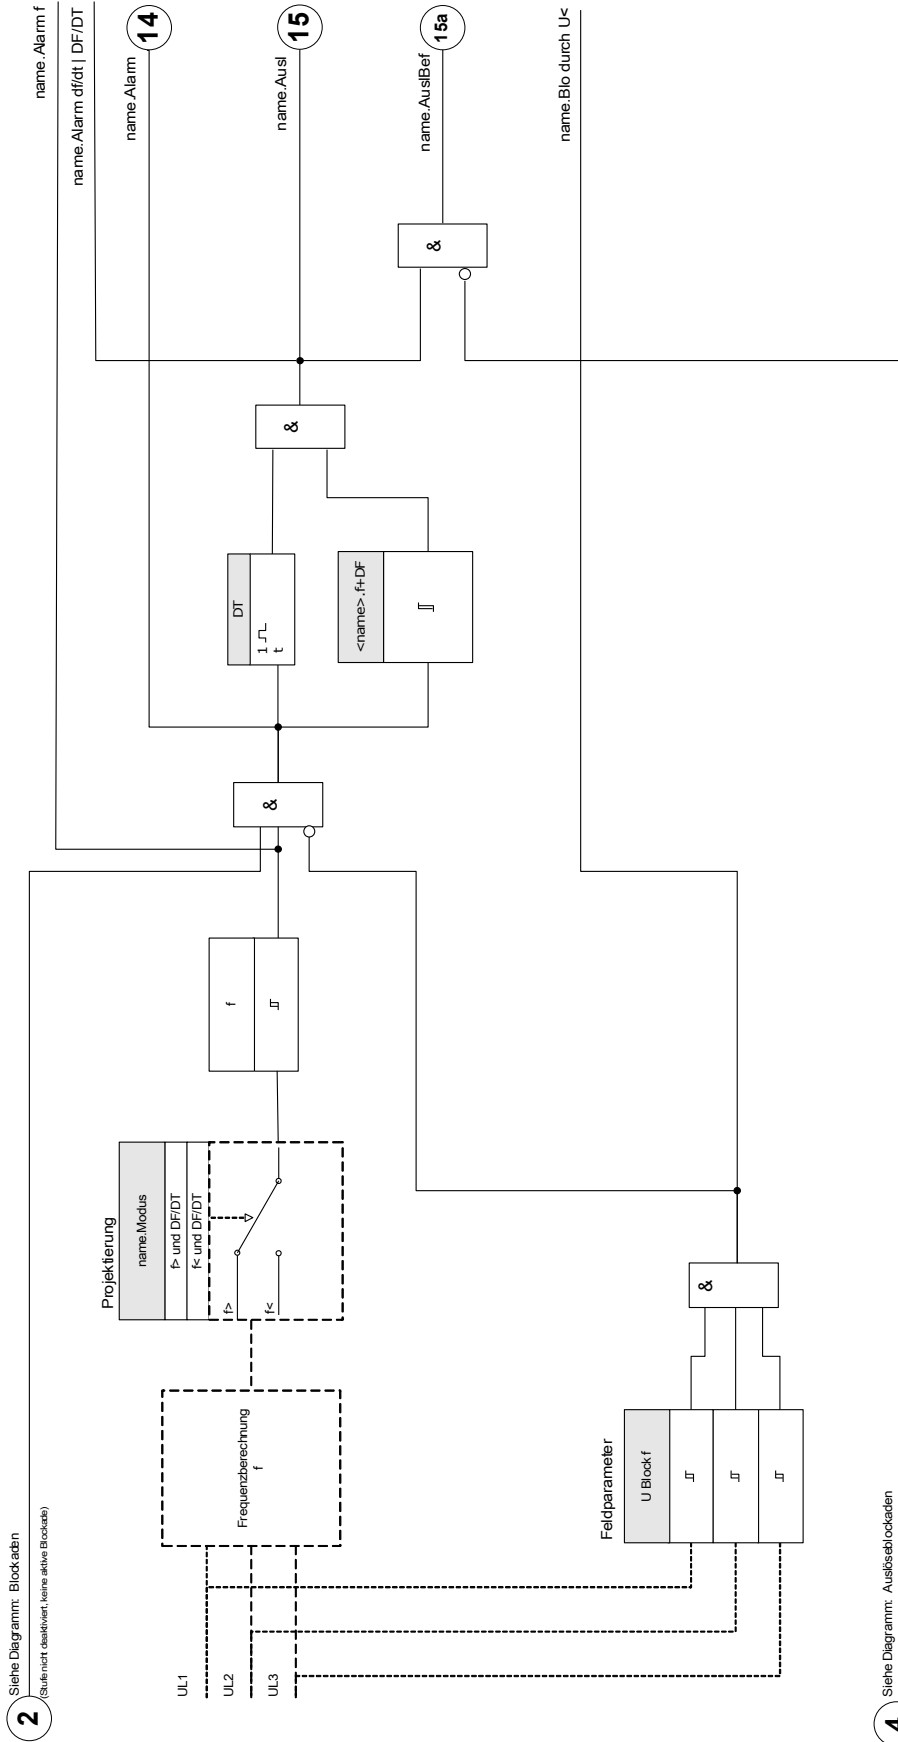 2
Siehe Diagramm: Blockaden
(Stufe nicht deaktiviert, keine aktive Blockade)
UL1
UL2
UL3
Frequenzberechnung
f
Projektierung
name.Modus
f> und DF/DT
f< und DF/DT
f>
f<
f
&
DT
1
t
<name>.f+DF
&
&
name.Alarm f
name.Alarm df/dt | DF/DT
name.Alarm
14
name.Ausl
15
name.AuslBef
15a
name.Blo durch U<
Feldparameter
U Block f
&
4
Siehe Diagramm: Auslöseblockaden